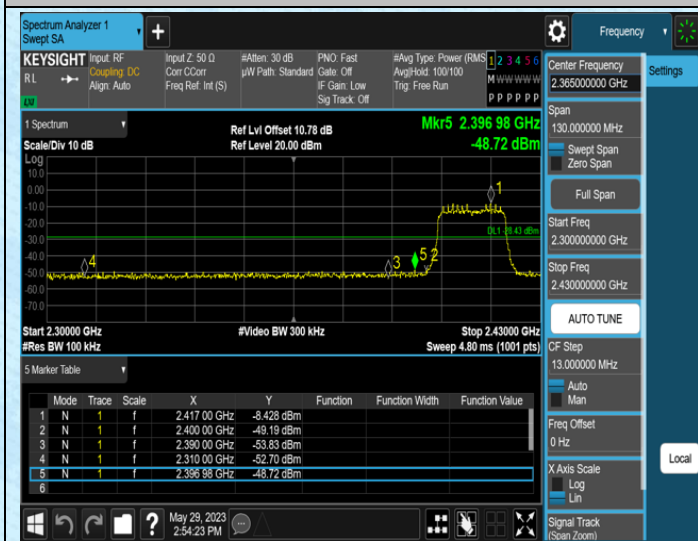 Spectrum Analyzer 1
Swept SA
+
Frequency
KEYSIGHT
RL
LXI
Input: RF
Coupling: DC
Align: Auto
Input Z: 50 Ω
Corr CCorr
Freq Ref: Int (S)
#Atten: 30 dB
µW Path: Standard
PNO: Fast
Gate: Off
IF Gain: Low
Sig Track: Off
#Avg Type: Power (RMS
Avg|Hold: 100/100
Trig: Free Run
1 2 3 4 5 6
M W W W W W
P P P P P P
1 Spectrum
Scale/Div 10 dB
Ref Lvl Offset 10.78 dB
Ref Level 20.00 dBm
Mkr5 2.396 98 GHz
-48.72 dBm
Log
10.0
0.00
-10.0
-20.0
-30.0
-40.0
-50.0
-60.0
-70.0
1
DL1 -28.43 dBm
4
3
5
2
Start 2.30000 GHz
#Res BW 100 kHz
#Video BW 300 kHz
Stop 2.43000 GHz
Sweep 4.80 ms (1001 pts)
5 Marker Table
Mode Trace Scale X Y Function Function Width Function Value
1 N 1 f 2.417 00 GHz -8.428 dBm
2 N 1 f 2.400 00 GHz -49.19 dBm
3 N 1 f 2.390 00 GHz -53.83 dBm
4 N 1 f 2.310 00 GHz -52.70 dBm
5 N 1 f 2.396 98 GHz -48.72 dBm
6
?
May 29, 2023
2:54:23 PM
Center Frequency
2.365000000 GHz
Span
130.000000 MHz
Swept Span
Zero Span
Full Span
Start Freq
2.300000000 GHz
Stop Freq
2.430000000 GHz
AUTO TUNE
CF Step
13.000000 MHz
Auto
Man
Freq Offset
0 Hz
X Axis Scale
Log
Lin
Signal Track
(Span Zoom)
Settings
Local